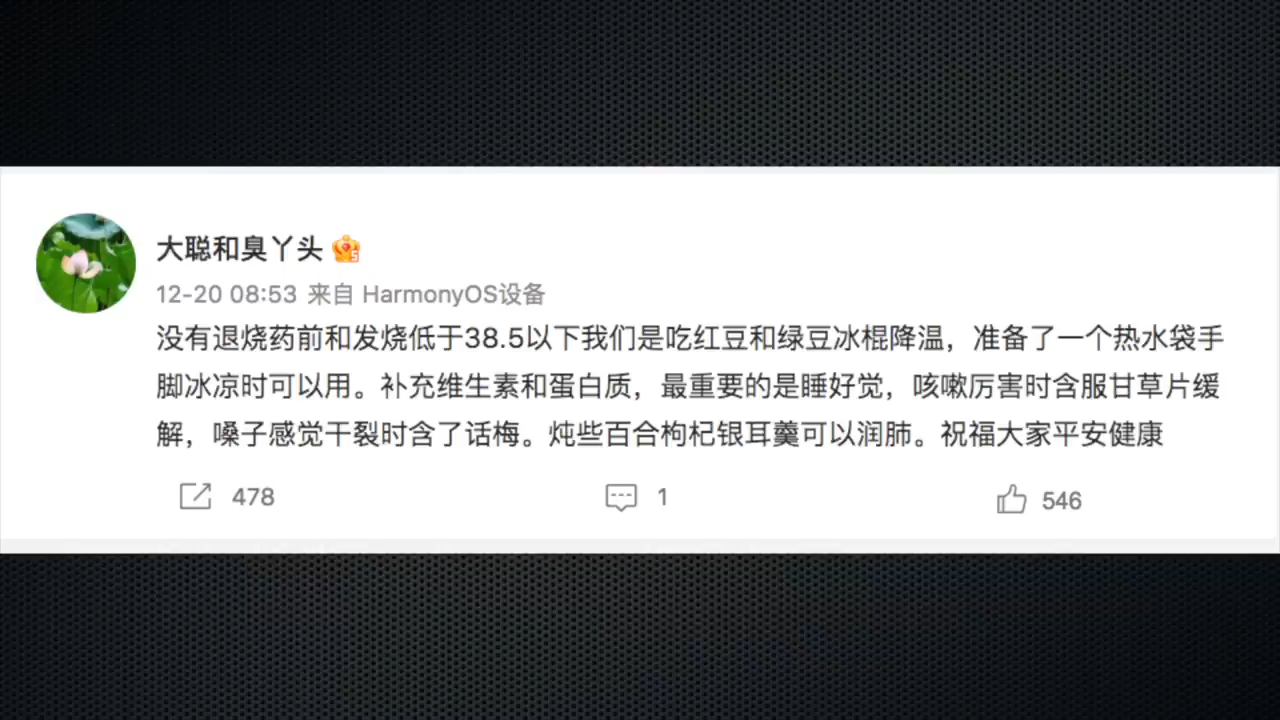 大聪和臭丫头
12-20 08:53 来自 HarmonyOS设备
没有退烧药前和发烧低于38.5以下我们是吃红豆和绿豆冰棍降温，准备了一个热水袋手
脚冰凉时可以用。补充维生素和蛋白质，最重要的是睡好觉，咳嗽厉害时含服甘草片缓
解，嗓子感觉干裂时含了话梅。炖些百合枸杞银耳羹可以润肺。祝福大家平安健康
478 1 546